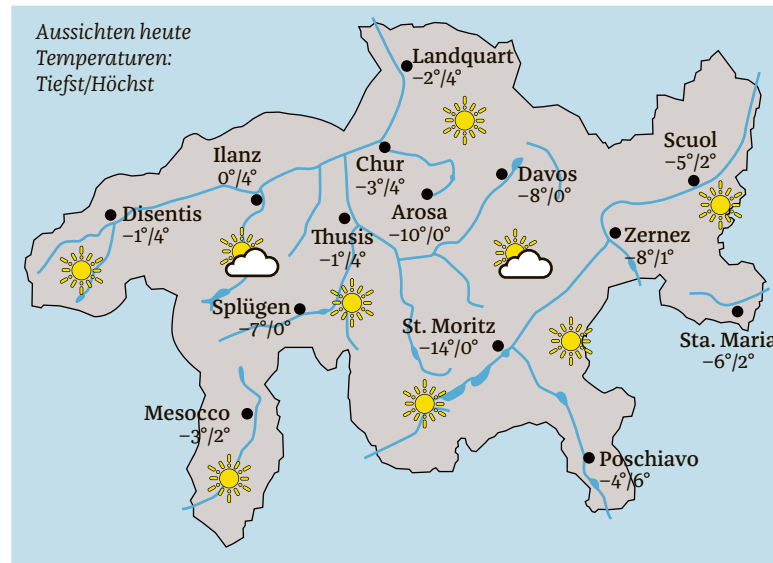 Aussichten heute
Temperaturen:
Tiefst/Höchst
Landquart
−2°/4°
Ilanz
0°/4°
Chur
−3°/4°
Davos
−8°/0°
Scuol
−5°/2°
Disentis
−1°/4°
Arosa
−10°/0°
Thusis
−1°/4°
Zernez
−8°/1°
Splügen
−7°/0°
St. Moritz
−14°/0°
Sta. Maria
−6°/2°
Mesocco
−3°/2°
Poschiavo
−4°/6°